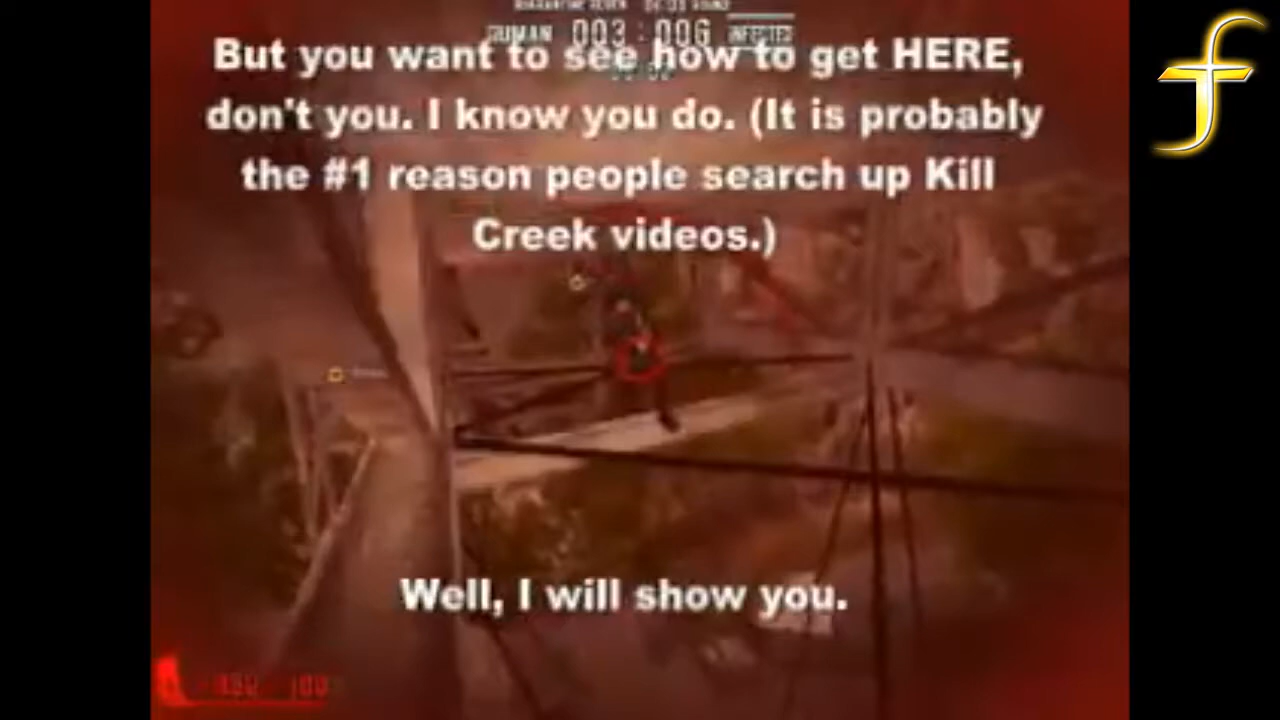 HUMAN 003 : 006 INFECTED
But you want to see how to get HERE,
don't you. I know you do. (It is probably
the #1 reason people search up Kill
Creek videos.)
Well, I will show you.
f